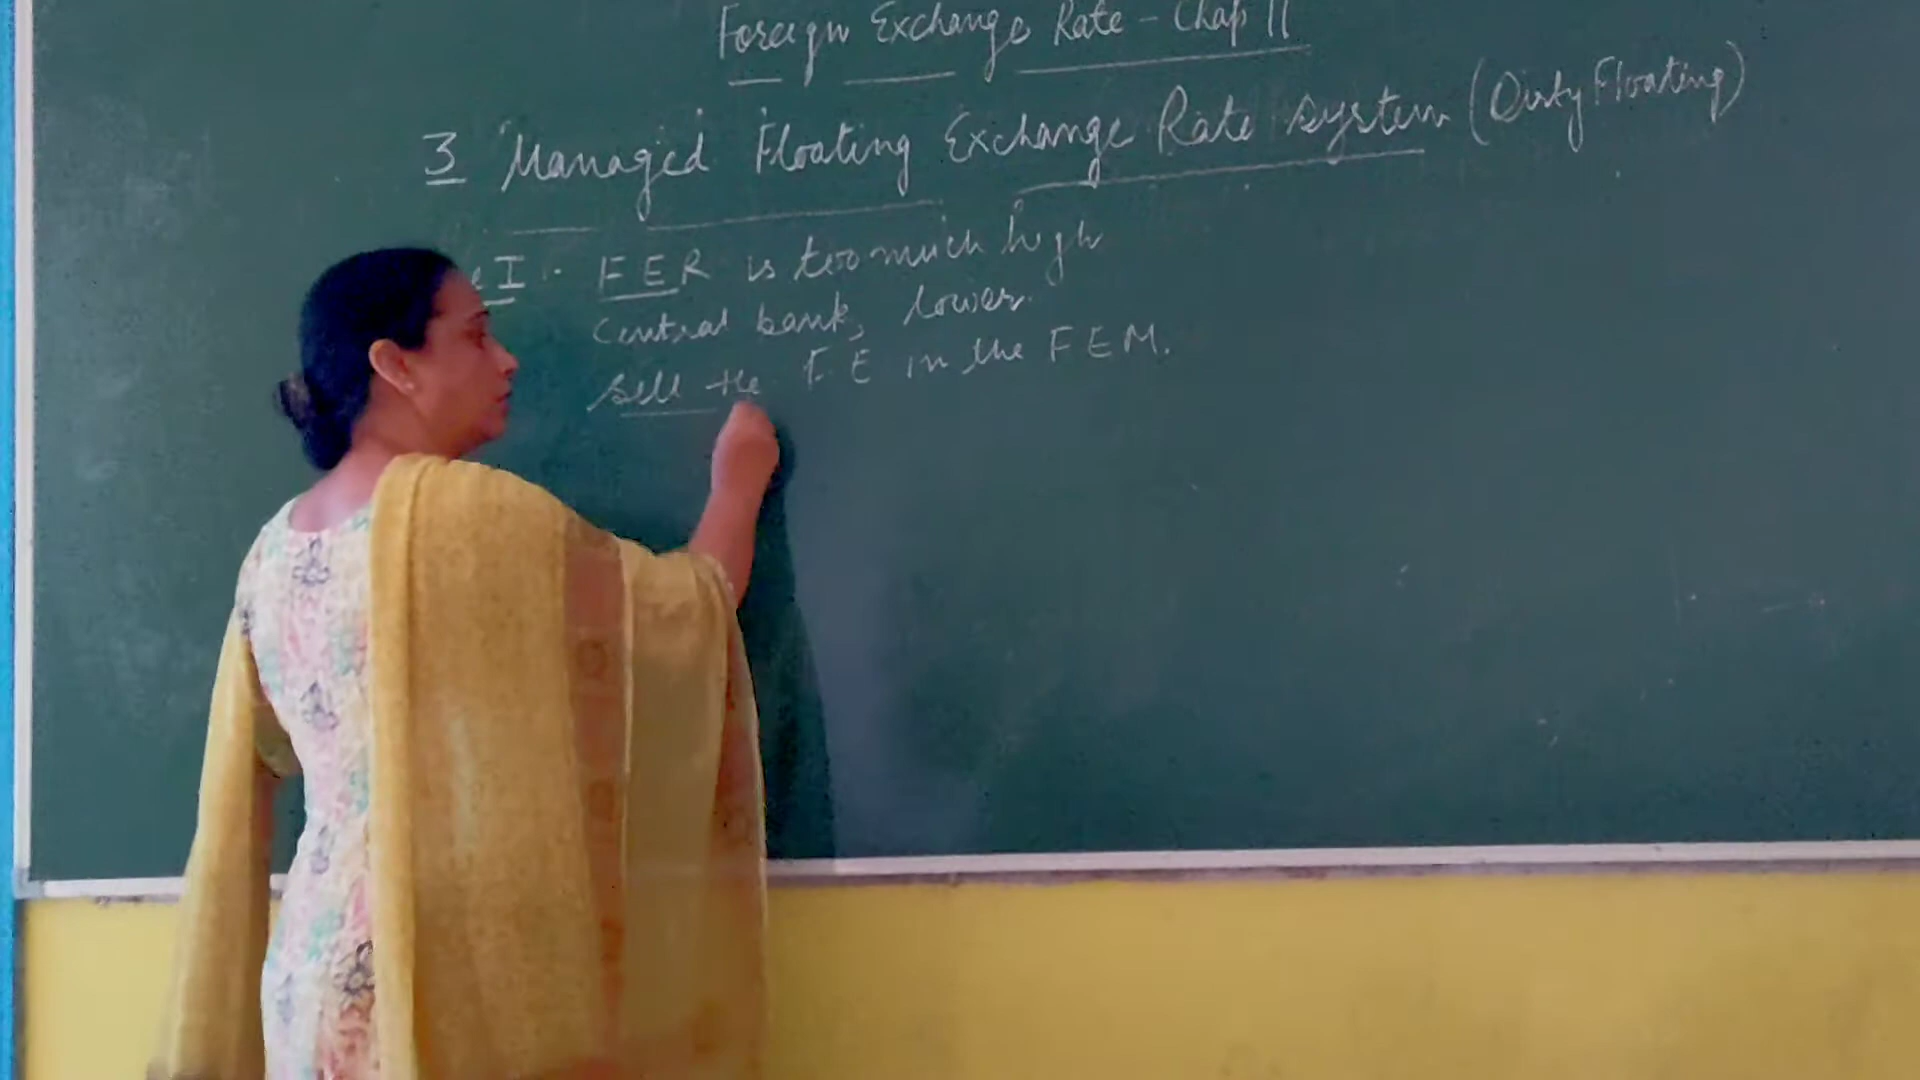 Foreign Exchange Rate - Chap 11
3 Managed Floating Exchange Rate system (Dirty Floating)
e I . FER is too much high
Central bank, lower.
Sell the F E in the F E M.